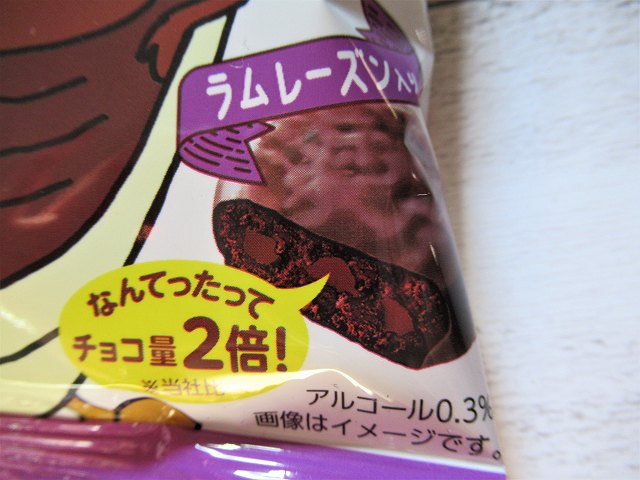 ラムレーズン入り
なんてったって
チョコ量2倍!
※当社比
アルコール0.3%
画像はイメージです。